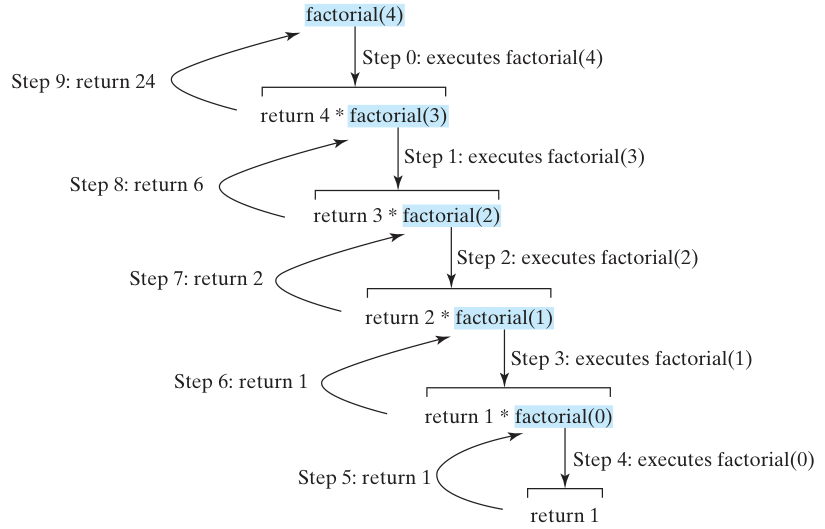 factorial(4)
Step 0: executes factorial(4)
Step 9: return 24
return 4 * factorial(3)
Step 1: executes factorial(3)
Step 8: return 6
return 3 * factorial(2)
Step 2: executes factorial(2)
Step 7: return 2
return 2 * factorial(1)
Step 3: executes factorial(1)
Step 6: return 1
return 1 * factorial(0)
Step 4: executes factorial(0)
Step 5: return 1
return 1